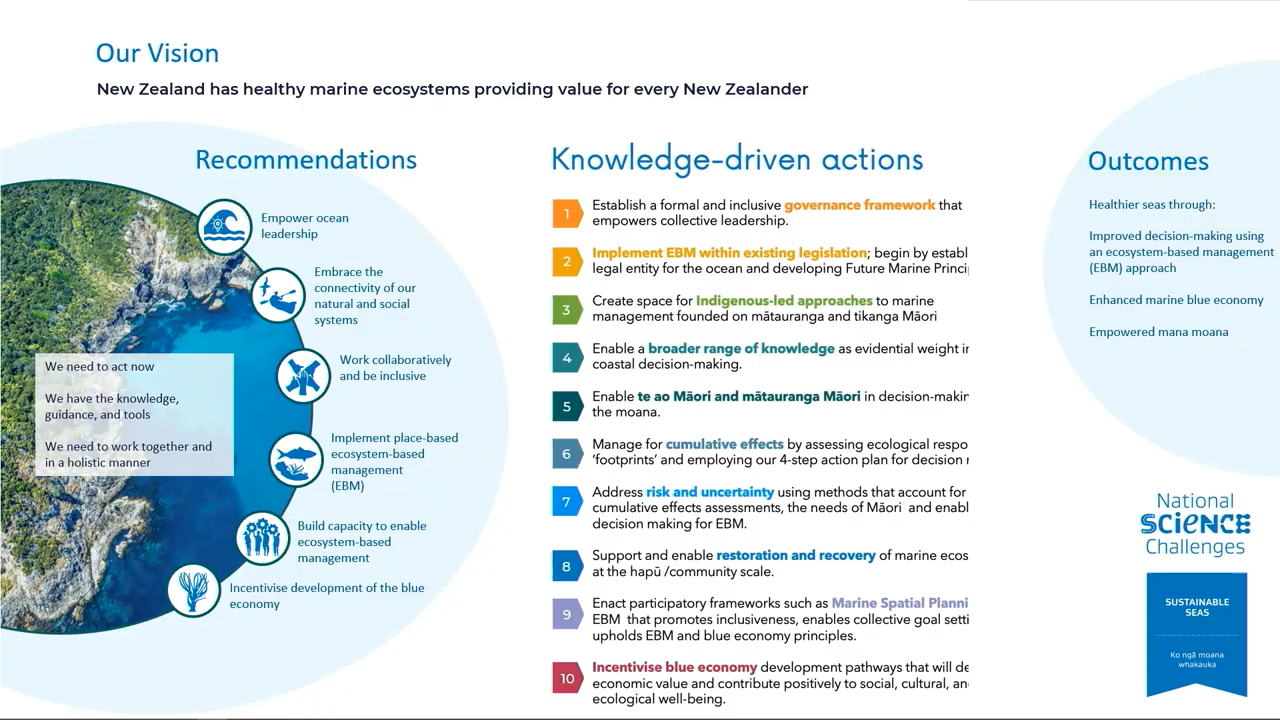 Our Vision
New Zealand has healthy marine ecosystems providing value for every New Zealander
Recommendations
Empower ocean
leadership
Embrace the
connectivity of our
natural and social
systems
Work collaboratively
and be inclusive
Implement place-based
ecosystem-based
management
(EBM)
Build capacity to enable
ecosystem-based
management
Incentivise development of the blue
economy
We need to act now
We have the knowledge,
guidance, and tools
We need to work together and
in a holistic manner
Knowledge-driven actions
1 Establish a formal and inclusive governance framework that
empowers collective leadership.
2 Implement EBM within existing legislation; begin by establ
legal entity for the ocean and developing Future Marine Princi
3 Create space for Indigenous-led approaches to marine
management founded on mātauranga and tikanga Māori
4 Enable a broader range of knowledge as evidential weight in
coastal decision-making.
5 Enable te ao Māori and mātauranga Māori in decision-makin
the moana.
6 Manage for cumulative effects by assessing ecological respo
'footprints' and employing our 4-step action plan for decision
7 Address risk and uncertainty using methods that account for
cumulative effects assessments, the needs of Māori and enabl
decision making for EBM.
8 Support and enable restoration and recovery of marine ecos
at the hapū /community scale.
9 Enact participatory frameworks such as Marine Spatial Planni
EBM that promotes inclusiveness, enables collective goal setti
upholds EBM and blue economy principles.
10 Incentivise blue economy development pathways that will de
economic value and contribute positively to social, cultural, an
ecological well-being.
Outcomes
Healthier seas through:
Improved decision-making using
an ecosystem-based management
(EBM) approach
Enhanced marine blue economy
Empowered mana moana
National
SCIENCE
Challenges
SUSTAINABLE
SEAS
Ko ngā moana
whakauka